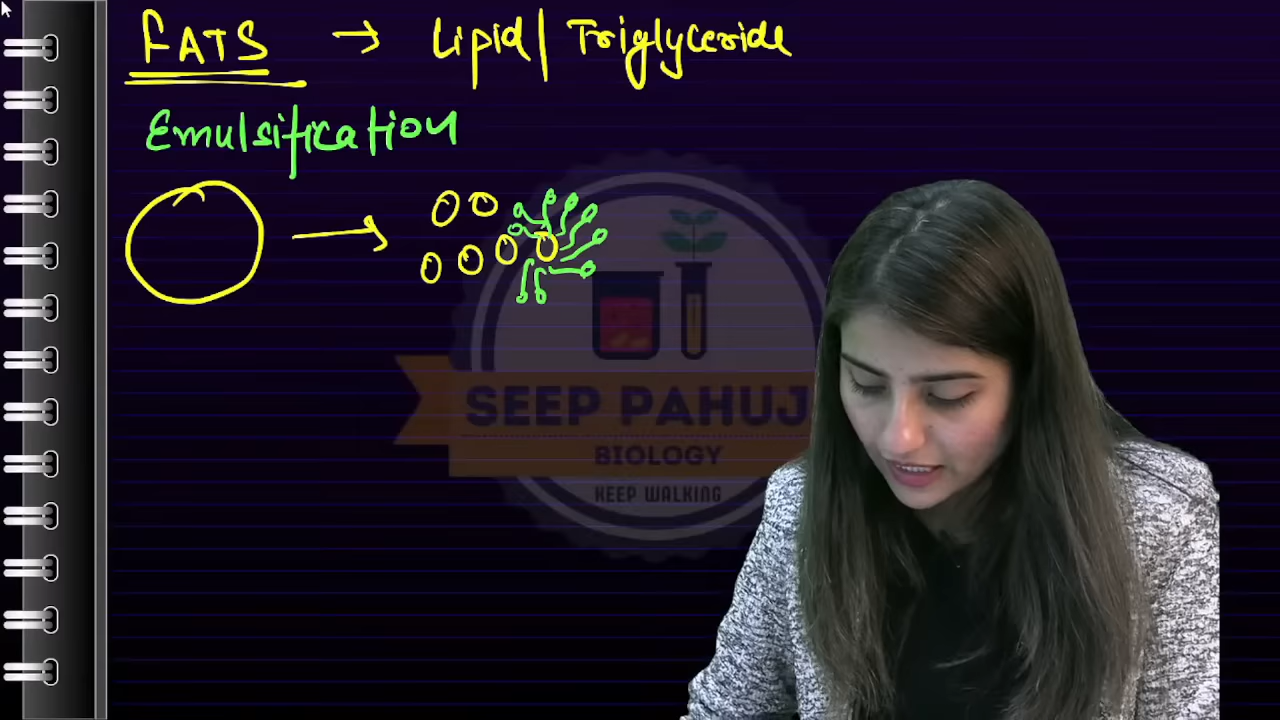 FATS → Lipid/Triglyceride
Emulsification
SEEP PAHUJ
BIOLOGY
KEEP WALKING